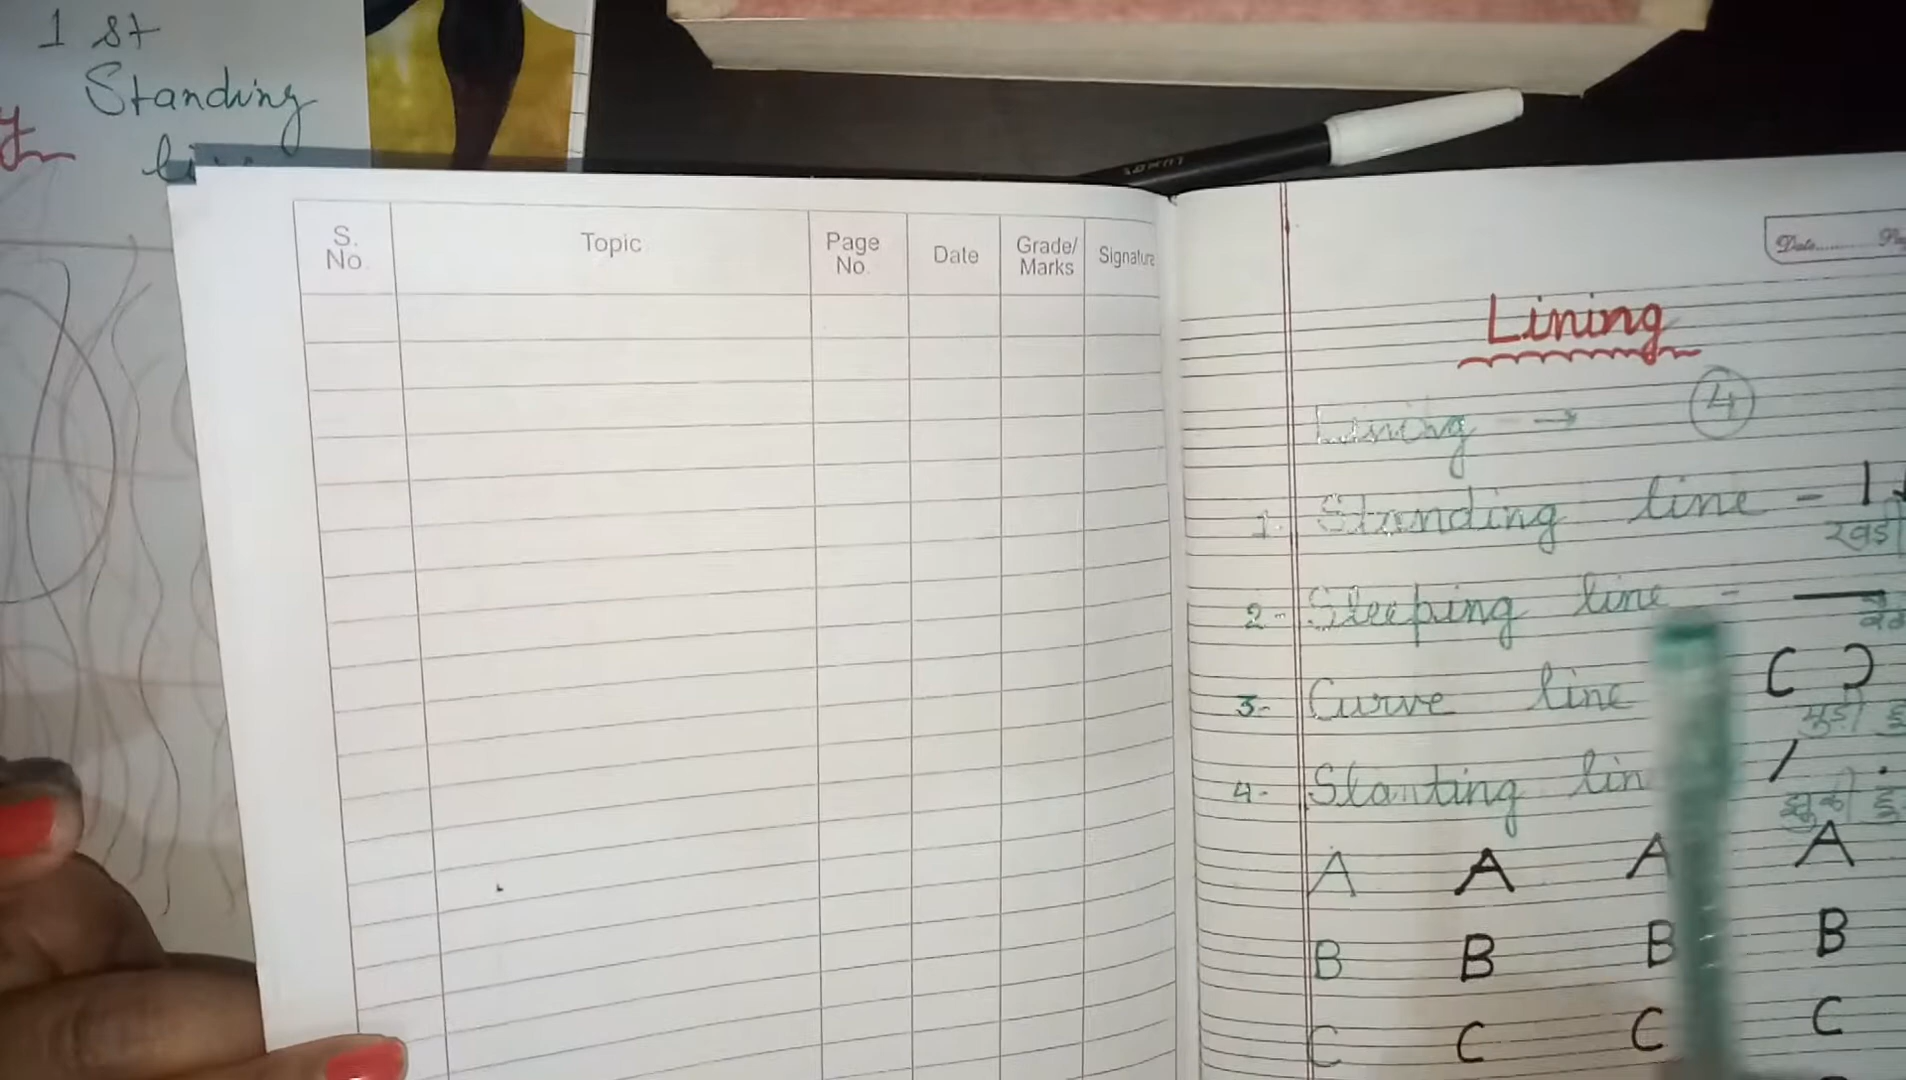 1 st
Standing
S. No. Topic Page No. Date Grade/ Marks Signature
Date......... 
Lining
Lining → 4
1- Standing line - |
खड़ी
2- Sleeping line - —
3- Curve line C Ɔ
मुड़ी
4- Slanting lin / 
झुकी
A A A A
B B B B
C C C C
LUXOR